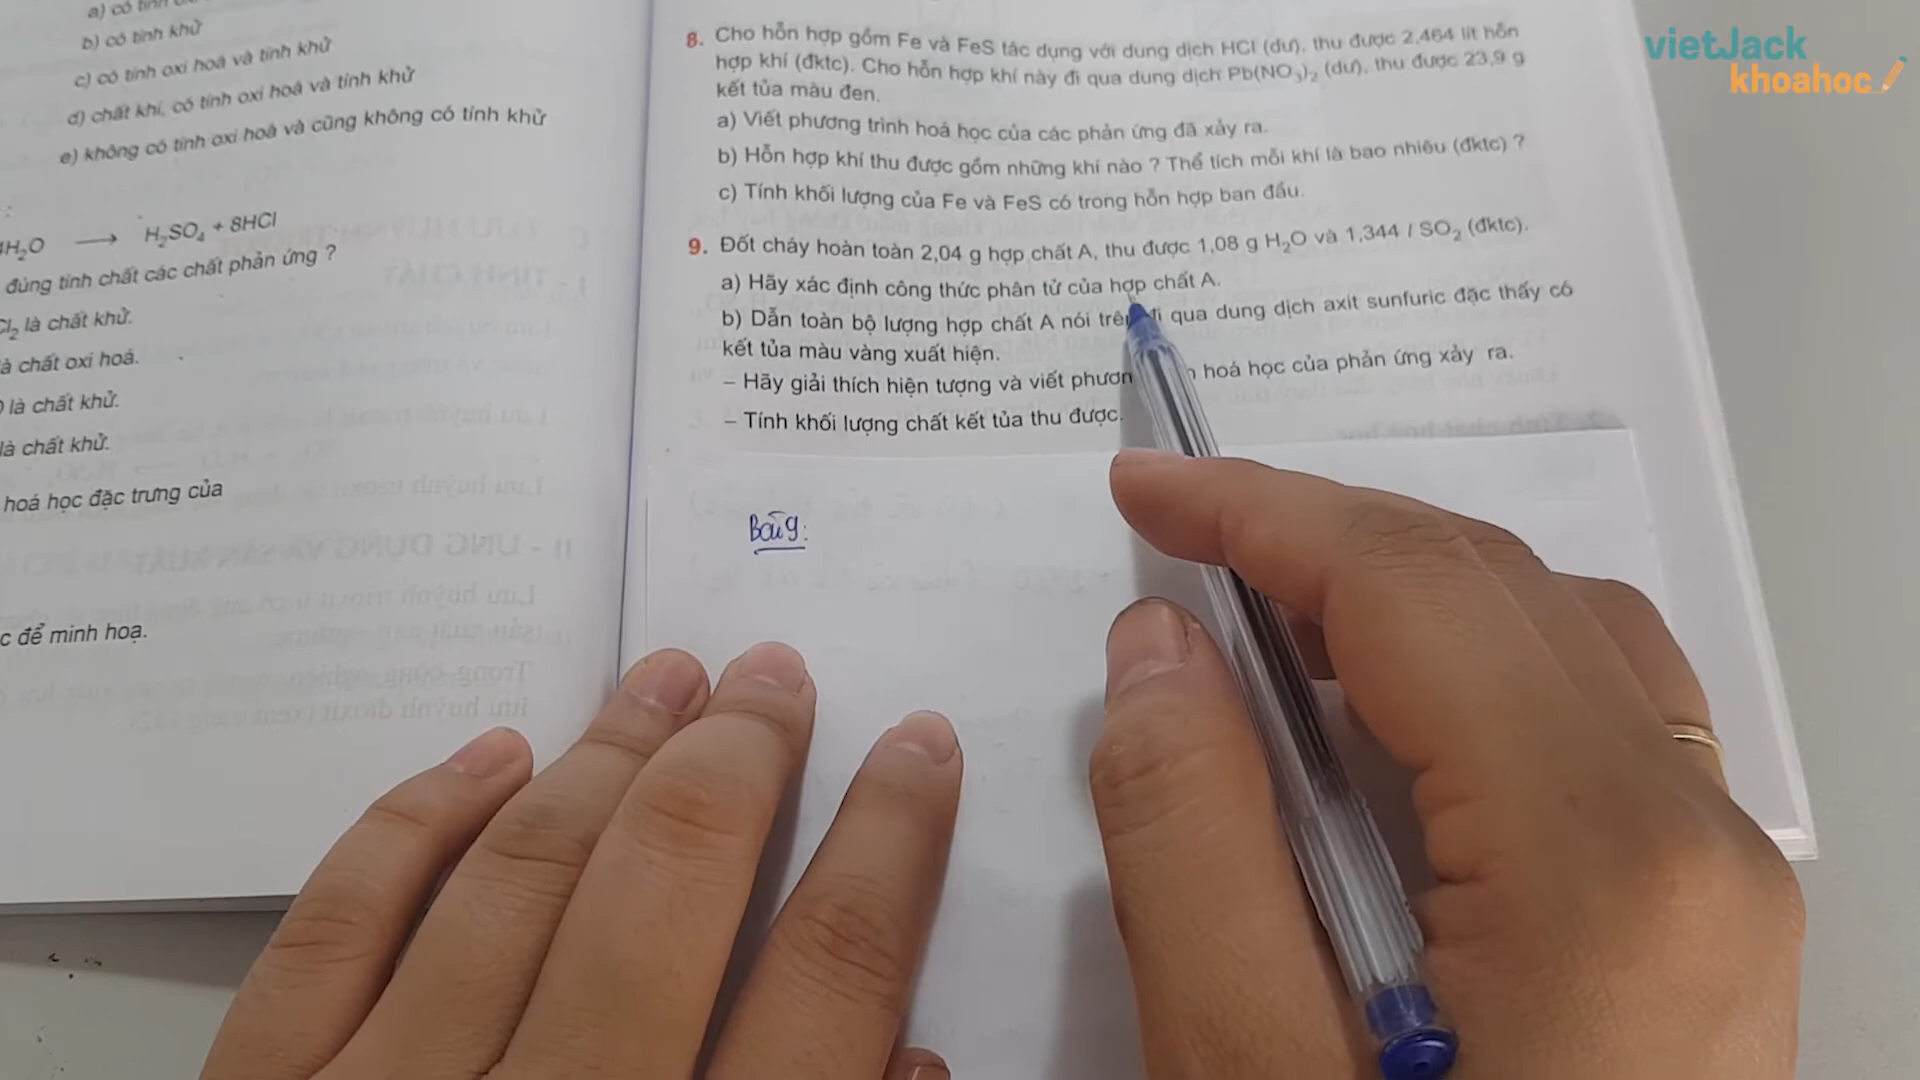 b) có tính khử
c) có tính oxi hoá và tính khử
d) chất khí, có tính oxi hoá và tính khử
e) không có tính oxi hoá và cũng không có tính khử
:
H₂O ⟶ H₂SO₄ + 8HCl
đúng tính chất các chất phản ứng ?
Cl₂ là chất khử.
là chất oxi hoá.
là chất khử.
là chất khử.
hoá học đặc trưng của
để minh hoạ.
8. Cho hỗn hợp gồm Fe và FeS tác dụng với dung dịch HCl (dư), thu được 2,464 lít hỗn
hợp khí (đktc). Cho hỗn hợp khí này đi qua dung dịch Pb(NO₃)₂ (dư), thu được 23,9 g
kết tủa màu đen.
a) Viết phương trình hoá học của các phản ứng đã xảy ra.
b) Hỗn hợp khí thu được gồm những khí nào ? Thể tích mỗi khí là bao nhiêu (đktc) ?
c) Tính khối lượng của Fe và FeS có trong hỗn hợp ban đầu.
9. Đốt cháy hoàn toàn 2,04 g hợp chất A, thu được 1,08 g H₂O và 1,344 l SO₂ (đktc).
a) Hãy xác định công thức phân tử của hợp chất A.
b) Dẫn toàn bộ lượng hợp chất A nói trên đi qua dung dịch axit sunfuric đặc thấy có
kết tủa màu vàng xuất hiện.
– Hãy giải thích hiện tượng và viết hoá học của phản ứng xảy ra.
– Tính khối lượng chất kết tủa thu được.
Bài 9:
vietJack
khoahoc